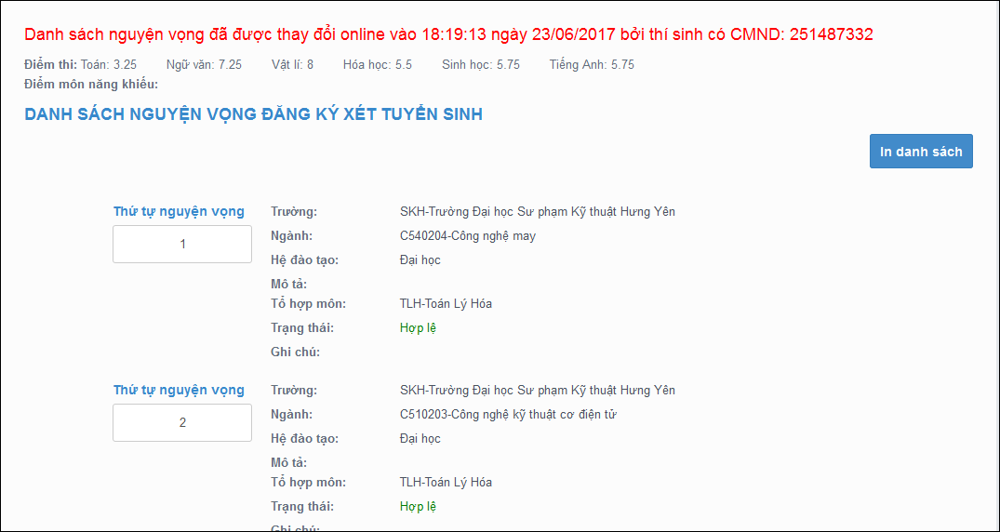 Danh sách nguyện vọng đã được thay đổi online vào 18:19:13 ngày 23/06/2017 bởi thí sinh có CMND: 251487332
Điểm thi: Toán: 3.25 Ngữ văn: 7.25 Vật lí: 8 Hóa học: 5.5 Sinh học: 5.75 Tiếng Anh: 5.75
Điểm môn năng khiếu:
DANH SÁCH NGUYỆN VỌNG ĐĂNG KÝ XÉT TUYỂN SINH
In danh sách
Thứ tự nguyện vọng
1
Trường: SKH-Trường Đại học Sư phạm Kỹ thuật Hưng Yên
Ngành: C540204-Công nghệ may
Hệ đào tạo: Đại học
Mô tả:
Tổ hợp môn: TLH-Toán Lý Hóa
Trạng thái: Hợp lệ
Ghi chú:
Thứ tự nguyện vọng
2
Trường: SKH-Trường Đại học Sư phạm Kỹ thuật Hưng Yên
Ngành: C510203-Công nghệ kỹ thuật cơ điện tử
Hệ đào tạo: Đại học
Mô tả:
Tổ hợp môn: TLH-Toán Lý Hóa
Trạng thái: Hợp lệ
Ghi chú: